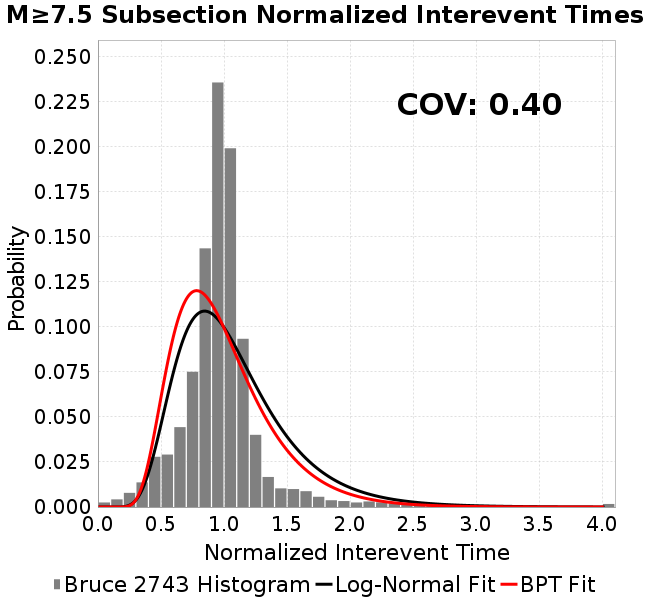 M≥7.5 Subsection Normalized Interevent Times
COV: 0.40
Probability
0.250
0.225
0.200
0.175
0.150
0.125
0.100
0.075
0.050
0.025
0.000
0.0 0.5 1.0 1.5 2.0 2.5 3.0 3.5 4.0
Normalized Interevent Time
Bruce 2743 Histogram Log-Normal Fit BPT Fit